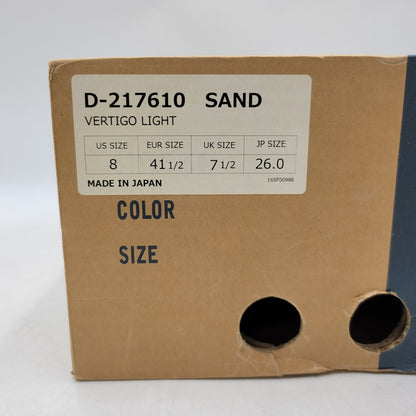 D-217610 SAND
VERTIGO LIGHT
US SIZE EUR SIZE UK SIZE JP SIZE
8 41 1/2 7 1/2 26.0
MADE IN JAPAN 16SF00988
COLOR
SIZE